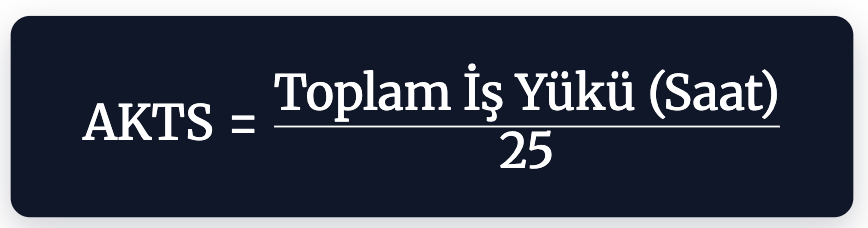 AKTS = Toplam İş Yükü (Saat)
25